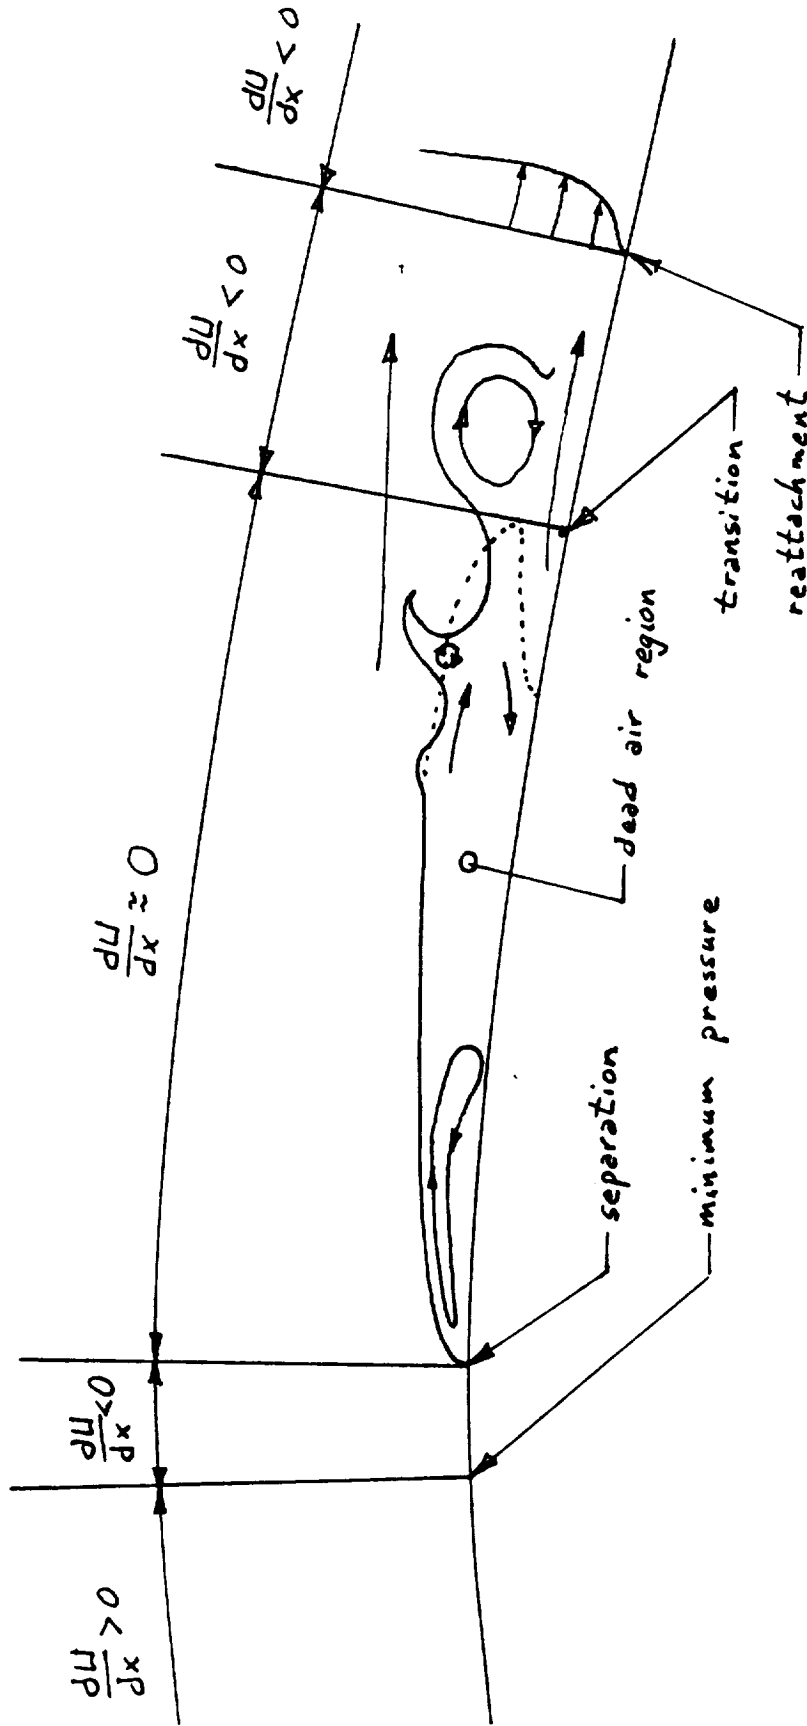 dU/dx > 0
dU/dx < 0
dU/dx ≈ 0
dU/dx < 0
dU/dx < 0
minimum pressure
separation
dead air region
transition
reattachment